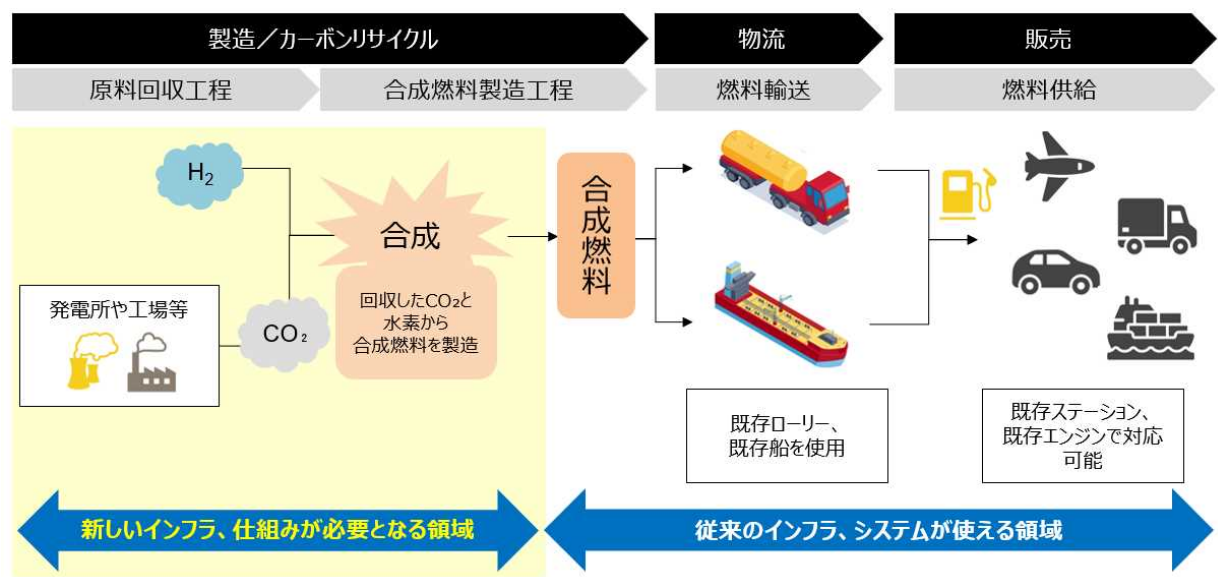 製造／カーボンリサイクル
物流
販売
原料回収工程
合成燃料製造工程
燃料輸送
燃料供給
H₂
合成
合成燃料
発電所や工場等
CO₂
回収したCO₂と
水素から
合成燃料を製造
既存ローリー、
既存船を使用
既存ステーション、
既存エンジンで対応
可能
新しいインフラ、仕組みが必要となる領域
従来のインフラ、システムが使える領域